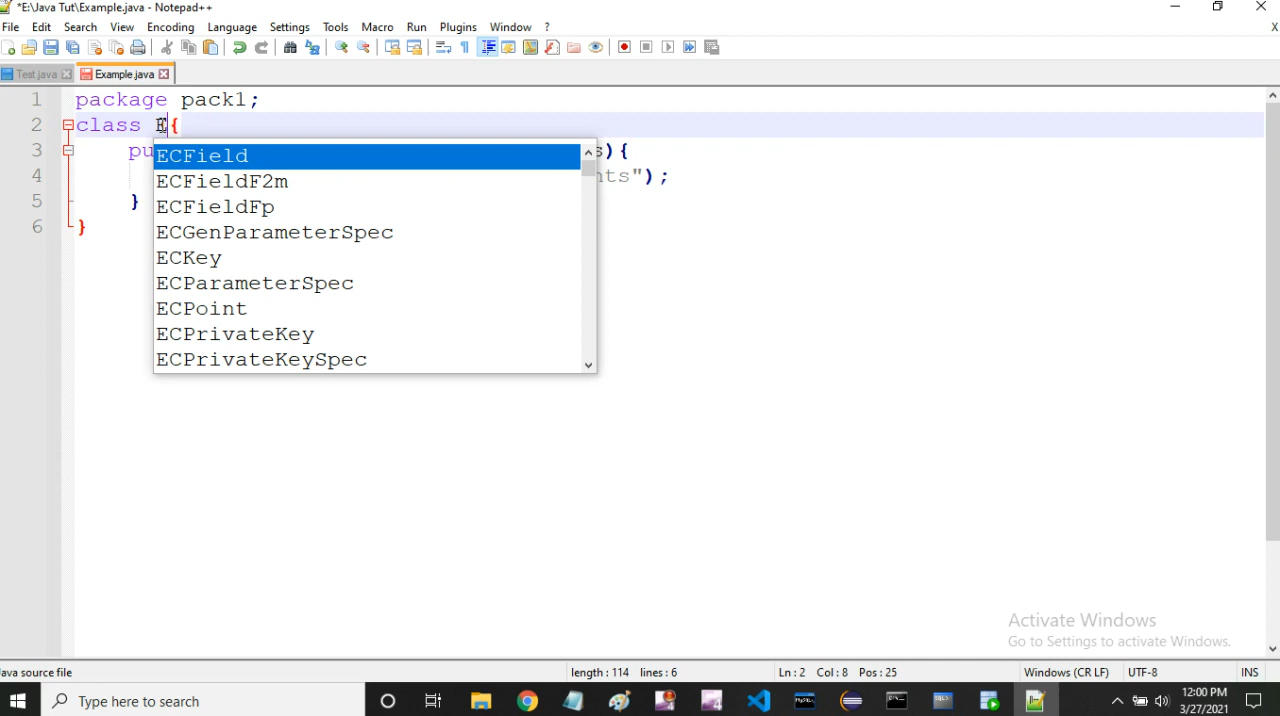 *E:\Java Tut\Example.java - Notepad++
File Edit Search View Encoding Language Settings Tools Macro Run Plugins Window ?
X
Test.java Example.java
1 package pack1;
2 class E{
3 pu s){
4 nts");
5 }
6 }
ECField
ECFieldF2m
ECFieldFp
ECGenParameterSpec
ECKey
ECParameterSpec
ECPoint
ECPrivateKey
ECPrivateKeySpec
Activate Windows
Go to Settings to activate Windows.
Java source file length : 114 lines : 6 Ln : 2 Col : 8 Pos : 25 Windows (CR LF) UTF-8 INS
Type here to search
12:00 PM
3/27/2021